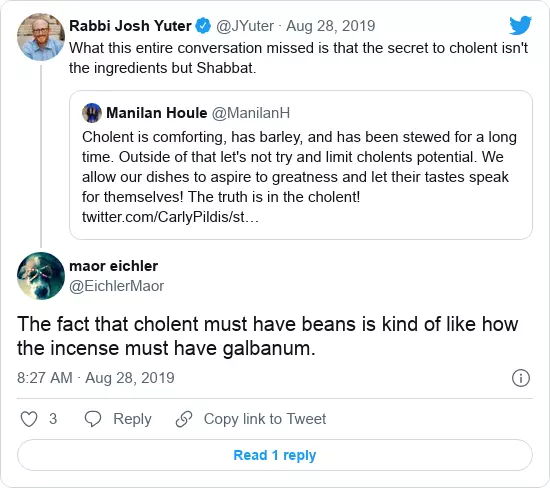 Rabbi Josh Yuter @JYuter · Aug 28, 2019
What this entire conversation missed is that the secret to cholent isn't
the ingredients but Shabbat.
Manilan Houle @ManilanH
Cholent is comforting, has barley, and has been stewed for a long
time. Outside of that let's not try and limit cholents potential. We
allow our dishes to aspire to greatness and let their tastes speak
for themselves! The truth is in the cholent!
twitter.com/CarlyPildis/st…
maor eichler
@EichlerMaor
The fact that cholent must have beans is kind of like how
the incense must have galbanum.
8:27 AM · Aug 28, 2019
3 Reply Copy link to Tweet
Read 1 reply